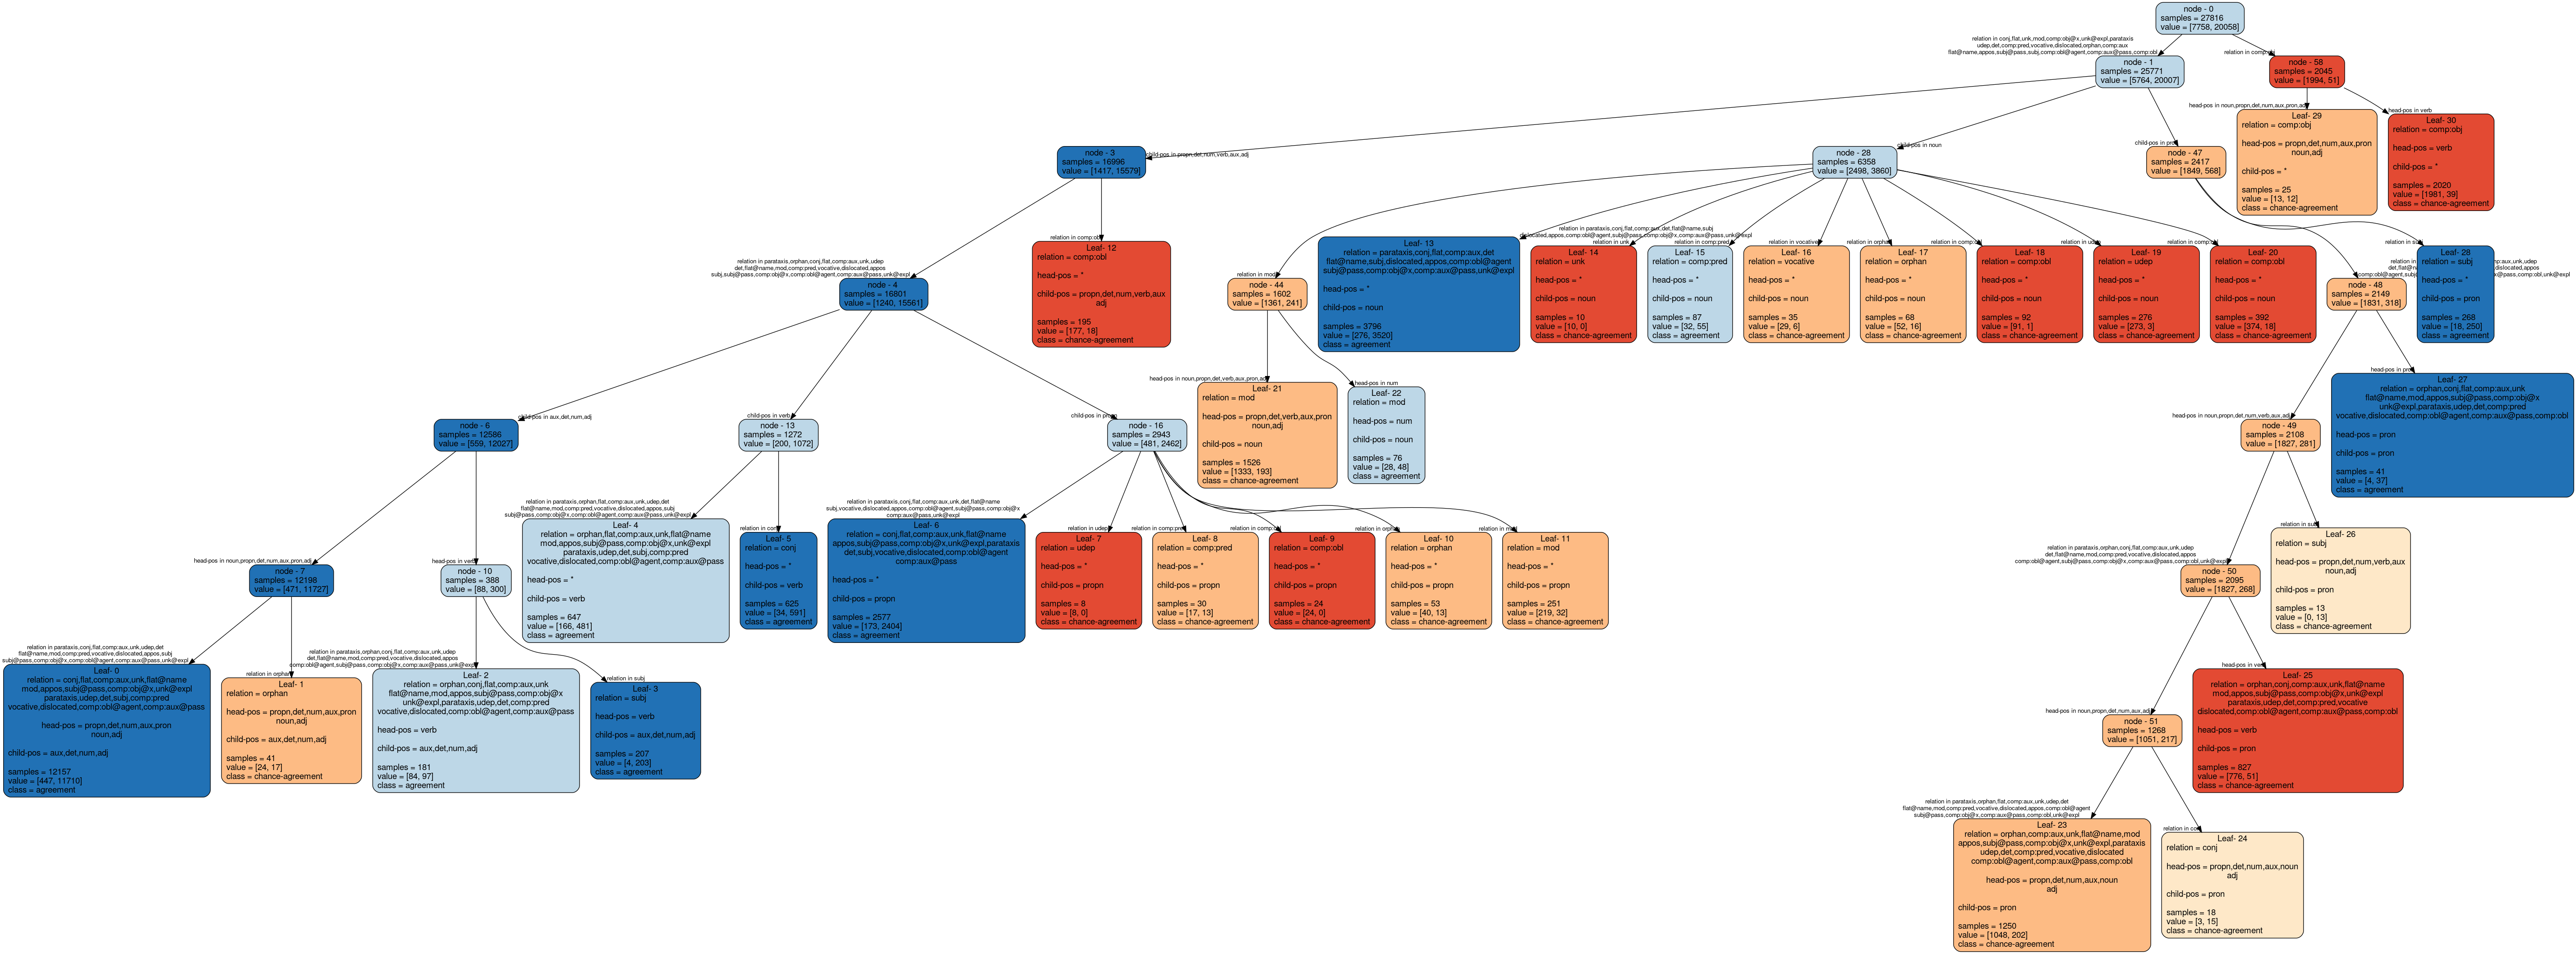 node - 0
samples = 27816
value = [7758, 20058]
relation in conj,flat,unk,mod,comp:obj@x,unk@expl,parataxis
udep,det,comp:pred,vocative,dislocated,orphan,comp:aux
flat@name,appos,subj@pass,subj,comp:obl@agent,comp:aux@pass,comp:obl
node - 1
samples = 25771
value = [5764, 20007]
relation in comp:obj
node - 58
samples = 2045
value = [1994, 51]
head-pos in noun,propn,det,num,aux,pron,adj
Leaf- 29
relation = comp:obj
head-pos = propn,det,num,aux,pron
noun,adj
child-pos = *
samples = 25
value = [13, 12]
class = chance-agreement
head-pos in verb
Leaf- 30
relation = comp:obj
head-pos = verb
child-pos = *
samples = 2020
value = [1981, 39]
class = chance-agreement
child-pos in propn,det,num,verb,aux,adj
node - 3
samples = 16996
value = [1417, 15579]
child-pos in noun
node - 28
samples = 6358
value = [2498, 3860]
child-pos in pron
node - 47
samples = 2417
value = [1849, 568]
relation in parataxis,orphan,conj,flat,comp:aux,unk,udep
det,flat@name,mod,comp:pred,vocative,dislocated,appos
subj,subj@pass,comp:obj@x,comp:obl@agent,comp:aux@pass,unk@expl
node - 4
samples = 16801
value = [1240, 15561]
relation in comp:obl
Leaf- 12
relation = comp:obl
head-pos = *
child-pos = propn,det,num,verb,aux
adj
samples = 195
value = [177, 18]
class = chance-agreement
relation in mod
node - 44
samples = 1602
value = [1361, 241]
relation in parataxis,conj,flat,comp:aux,det,flat@name,subj
dislocated,appos,comp:obl@agent,subj@pass,comp:obj@x,comp:aux@pass,unk@expl
Leaf- 13
relation = parataxis,conj,flat,comp:aux,det
flat@name,subj,dislocated,appos,comp:obl@agent
subj@pass,comp:obj@x,comp:aux@pass,unk@expl
head-pos = *
child-pos = noun
samples = 3796
value = [276, 3520]
class = agreement
relation in unk
Leaf- 14
relation = unk
head-pos = *
child-pos = noun
samples = 10
value = [10, 0]
class = chance-agreement
relation in comp:pred
Leaf- 15
relation = comp:pred
head-pos = *
child-pos = noun
samples = 87
value = [32, 55]
class = agreement
relation in vocative
Leaf- 16
relation = vocative
head-pos = *
child-pos = noun
samples = 35
value = [29, 6]
class = chance-agreement
relation in orphan
Leaf- 17
relation = orphan
head-pos = *
child-pos = noun
samples = 68
value = [52, 16]
class = chance-agreement
relation in comp:obl
Leaf- 18
relation = comp:obl
head-pos = *
child-pos = noun
samples = 92
value = [91, 1]
class = chance-agreement
relation in udep
Leaf- 19
relation = udep
head-pos = *
child-pos = noun
samples = 276
value = [273, 3]
class = chance-agreement
relation in comp:obl
Leaf- 20
relation = comp:obl
head-pos = *
child-pos = noun
samples = 392
value = [374, 18]
class = chance-agreement
comp:aux,unk,udep
dislocated,appos
node - 48
samples = 2149
value = [1831, 318]
relation in subj
Leaf- 28
relation = subj
head-pos = *
child-pos = pron
samples = 268
value = [18, 250]
class = agreement
child-pos in aux,det,num,adj
node - 6
samples = 12586
value = [559, 12027]
child-pos in verb
node - 13
samples = 1272
value = [200, 1072]
child-pos in propn
node - 16
samples = 2943
value = [481, 2462]
head-pos in noun,propn,det,verb,aux,pron,adj
Leaf- 21
relation = mod
head-pos = propn,det,verb,aux,pron
noun,adj
child-pos = noun
samples = 1526
value = [1333, 193]
class = chance-agreement
head-pos in num
Leaf- 22
relation = mod
head-pos = num
child-pos = noun
samples = 76
value = [28, 48]
class = agreement
head-pos in noun,propn,det,num,verb,aux,adj
node - 49
samples = 2108
value = [1827, 281]
head-pos in pron
Leaf- 27
relation = orphan,conj,flat,comp:aux,unk
flat@name,mod,appos,subj@pass,comp:obj@x
unk@expl,parataxis,udep,det,comp:pred
vocative,dislocated,comp:obl@agent,comp:aux@pass,comp:obl
head-pos = pron
child-pos = pron
samples = 41
value = [4, 37]
class = agreement
head-pos in noun,propn,det,num,aux,pron,adj
node - 7
samples = 12198
value = [471, 11727]
head-pos in verb
node - 10
samples = 388
value = [88, 300]
relation in parataxis,orphan,flat,comp:aux,unk,udep,det
flat@name,mod,comp:pred,vocative,dislocated,appos,subj
subj@pass,comp:obj@x,comp:obl@agent,comp:aux@pass,unk@expl
Leaf- 4
relation = orphan,flat,comp:aux,unk,flat@name
mod,appos,subj@pass,comp:obj@x,unk@expl
parataxis,udep,det,subj,comp:pred
vocative,dislocated,comp:obl@agent,comp:aux@pass
head-pos = *
child-pos = verb
samples = 647
value = [166, 481]
class = agreement
relation in conj
Leaf- 5
relation = conj
head-pos = *
child-pos = verb
samples = 625
value = [34, 591]
class = agreement
relation in parataxis,conj,flat,comp:aux,unk,det,flat@name
subj,vocative,dislocated,appos,comp:obl@agent,subj@pass,comp:obj@x
comp:aux@pass,unk@expl
Leaf- 6
relation = conj,flat,comp:aux,unk,flat@name
appos,subj@pass,comp:obj@x,unk@expl,parataxis
det,subj,vocative,dislocated,comp:obl@agent
comp:aux@pass
head-pos = *
child-pos = propn
samples = 2577
value = [173, 2404]
class = agreement
relation in udep
Leaf- 7
relation = udep
head-pos = *
child-pos = propn
samples = 8
value = [8, 0]
class = chance-agreement
relation in comp:pred
Leaf- 8
relation = comp:pred
head-pos = *
child-pos = propn
samples = 30
value = [17, 13]
class = chance-agreement
relation in comp:obl
Leaf- 9
relation = comp:obl
head-pos = *
child-pos = propn
samples = 24
value = [24, 0]
class = chance-agreement
relation in orphan
Leaf- 10
relation = orphan
head-pos = *
child-pos = propn
samples = 53
value = [40, 13]
class = chance-agreement
relation in mod
Leaf- 11
relation = mod
head-pos = *
child-pos = propn
samples = 251
value = [219, 32]
class = chance-agreement
relation in parataxis,orphan,conj,flat,comp:aux,unk,udep
det,flat@name,mod,comp:pred,vocative,dislocated,appos
comp:obl@agent,subj@pass,comp:obj@x,comp:aux@pass,comp:obl,unk@expl
node - 50
samples = 2095
value = [1827, 268]
relation in subj
Leaf- 26
relation = subj
head-pos = propn,det,num,verb,aux
noun,adj
child-pos = pron
samples = 13
value = [0, 13]
class = chance-agreement
relation in parataxis,conj,flat,comp:aux,unk,udep,det
flat@name,mod,comp:pred,vocative,dislocated,appos,subj
subj@pass,comp:obj@x,comp:obl@agent,comp:aux@pass,unk@expl
Leaf- 0
relation = conj,flat,comp:aux,unk,flat@name
mod,appos,subj@pass,comp:obj@x,unk@expl
parataxis,udep,det,subj,comp:pred
vocative,dislocated,comp:obl@agent,comp:aux@pass
head-pos = propn,det,num,aux,pron
noun,adj
child-pos = aux,det,num,adj
samples = 12157
value = [447, 11710]
class = agreement
relation in orphan
Leaf- 1
relation = orphan
head-pos = propn,det,num,aux,pron
noun,adj
child-pos = aux,det,num,adj
samples = 41
value = [24, 17]
class = chance-agreement
relation in parataxis,orphan,conj,flat,comp:aux,unk,udep
det,flat@name,mod,comp:pred,vocative,dislocated,appos
comp:obl@agent,subj@pass,comp:obj@x,comp:aux@pass,unk@expl
Leaf- 2
relation = orphan,conj,flat,comp:aux,unk
flat@name,mod,appos,subj@pass,comp:obj@x
unk@expl,parataxis,udep,det,comp:pred
vocative,dislocated,comp:obl@agent,comp:aux@pass
head-pos = verb
child-pos = aux,det,num,adj
samples = 181
value = [84, 97]
class = agreement
relation in subj
Leaf- 3
relation = subj
head-pos = verb
child-pos = aux,det,num,adj
samples = 207
value = [4, 203]
class = agreement
head-pos in noun,propn,det,num,aux,adj
node - 51
samples = 1268
value = [1051, 217]
head-pos in verb
Leaf- 25
relation = orphan,conj,comp:aux,unk,flat@name
mod,appos,subj@pass,comp:obj@x,unk@expl
parataxis,udep,det,comp:pred,vocative
dislocated,comp:obl@agent,comp:aux@pass,comp:obl
head-pos = verb
child-pos = pron
samples = 827
value = [776, 51]
class = chance-agreement
relation in parataxis,orphan,flat,comp:aux,unk,udep,det
flat@name,mod,comp:pred,vocative,dislocated,appos,comp:obl@agent
subj@pass,comp:obj@x,comp:aux@pass,comp:obl,unk@expl
Leaf- 23
relation = orphan,comp:aux,unk,flat@name,mod
appos,subj@pass,comp:obj@x,unk@expl,parataxis
udep,det,comp:pred,vocative,dislocated
comp:obl@agent,comp:aux@pass,comp:obl
head-pos = propn,det,num,aux,noun
adj
child-pos = pron
samples = 1250
value = [1048, 202]
class = chance-agreement
relation in conj
Leaf- 24
relation = conj
head-pos = propn,det,num,aux,noun
adj
child-pos = pron
samples = 18
value = [3, 15]
class = chance-agreement